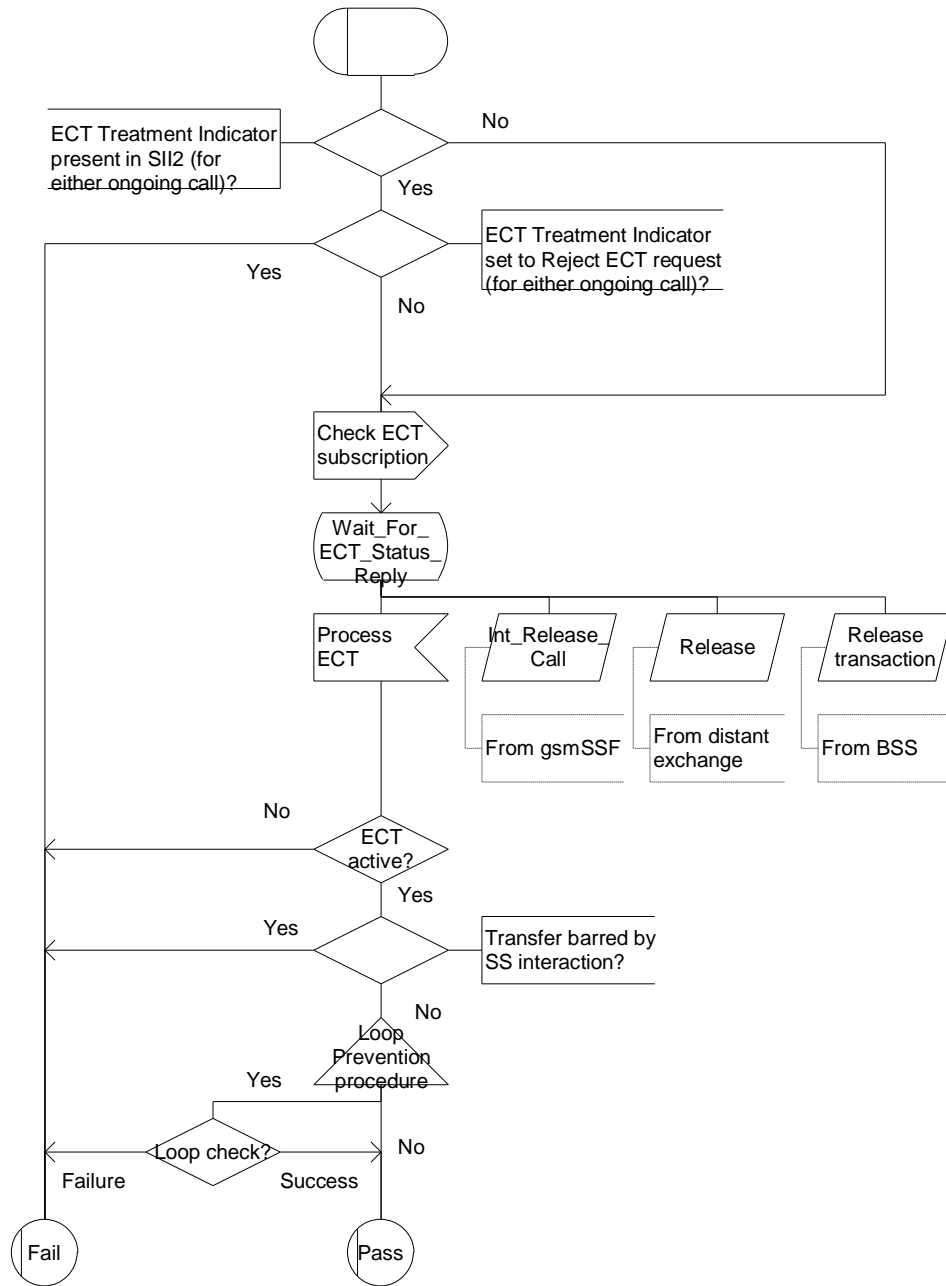 No
ECT Treatment Indicator
present in SII2 (for
either ongoing call)?
Yes
ECT Treatment Indicator
set to Reject ECT request
(for either ongoing call)?
Yes
No
Check ECT
subscription
Wait_For_
ECT_Status_
Reply
Process
ECT
Int_Release_
Call
Release
Release
transaction
From gsmSSF
From distant
exchange
From BSS
No
ECT
active?
Yes
Yes
Transfer barred by
SS interaction?
No
Loop
Prevention
procedure
Yes
Loop check?
No
Failure
Success
Fail
Pass